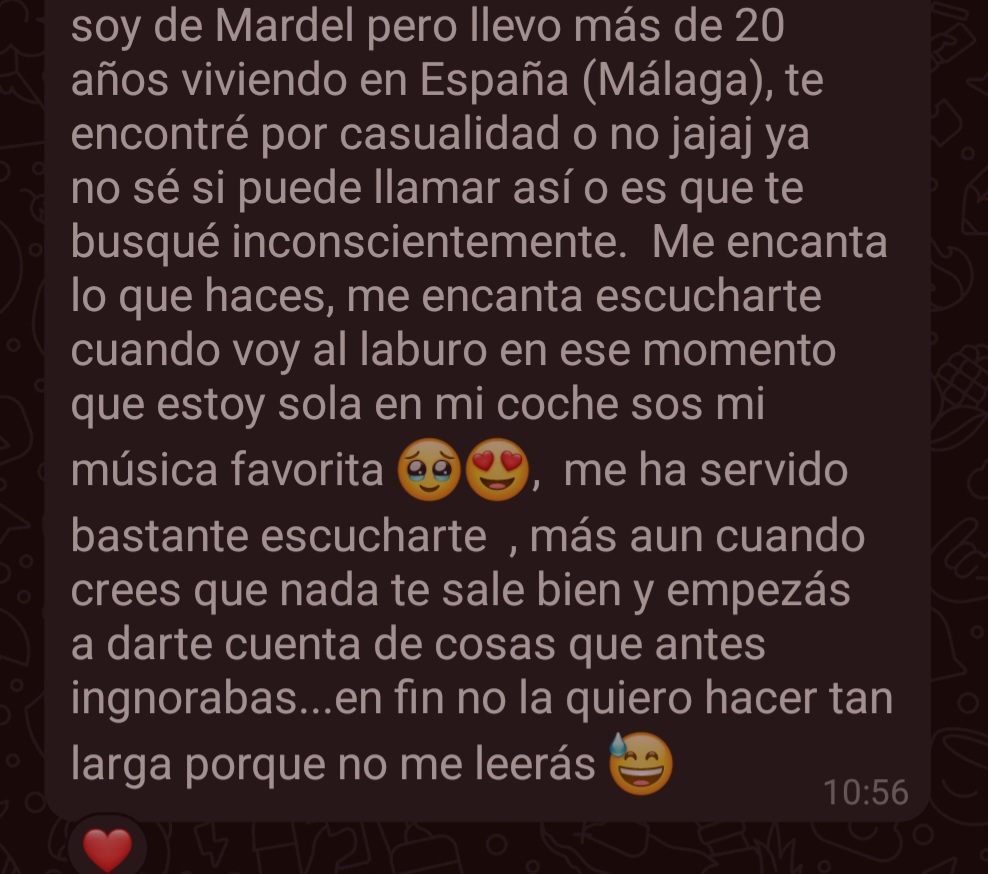 soy de Mardel pero llevo más de 20
años viviendo en España (Málaga), te
encontré por casualidad o no jajaj ya
no sé si puede llamar así o es que te
busqué inconscientemente.  Me encanta
lo que haces, me encanta escucharte
cuando voy al laburo en ese momento
que estoy sola en mi coche sos mi
música favorita 🥹😍,  me ha servido
bastante escucharte  , más aun cuando
crees que nada te sale bien y empezás
a darte cuenta de cosas que antes
ingnorabas...en fin no la quiero hacer tan
larga porque no me leerás 😅
10:56